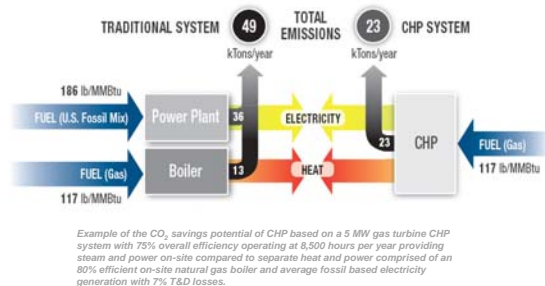 TRADITIONAL SYSTEM 49 TOTAL EMISSIONS 23 CHP SYSTEM
kTons/year kTons/year
186 lb/MMBtu
FUEL (U.S. Fossil Mix) Power Plant 36 ELECTRICITY
23 CHP FUEL (Gas)
FUEL (Gas) Boiler 13 HEAT 117 lb/MMBtu
117 lb/MMBtu
Example of the CO₂ savings potential of CHP based on a 5 MW gas turbine CHP
system with 75% overall efficiency operating at 8,500 hours per year providing
steam and power on-site compared to separate heat and power comprised of an
80% efficient on-site natural gas boiler and average fossil based electricity
generation with 7% T&D losses.